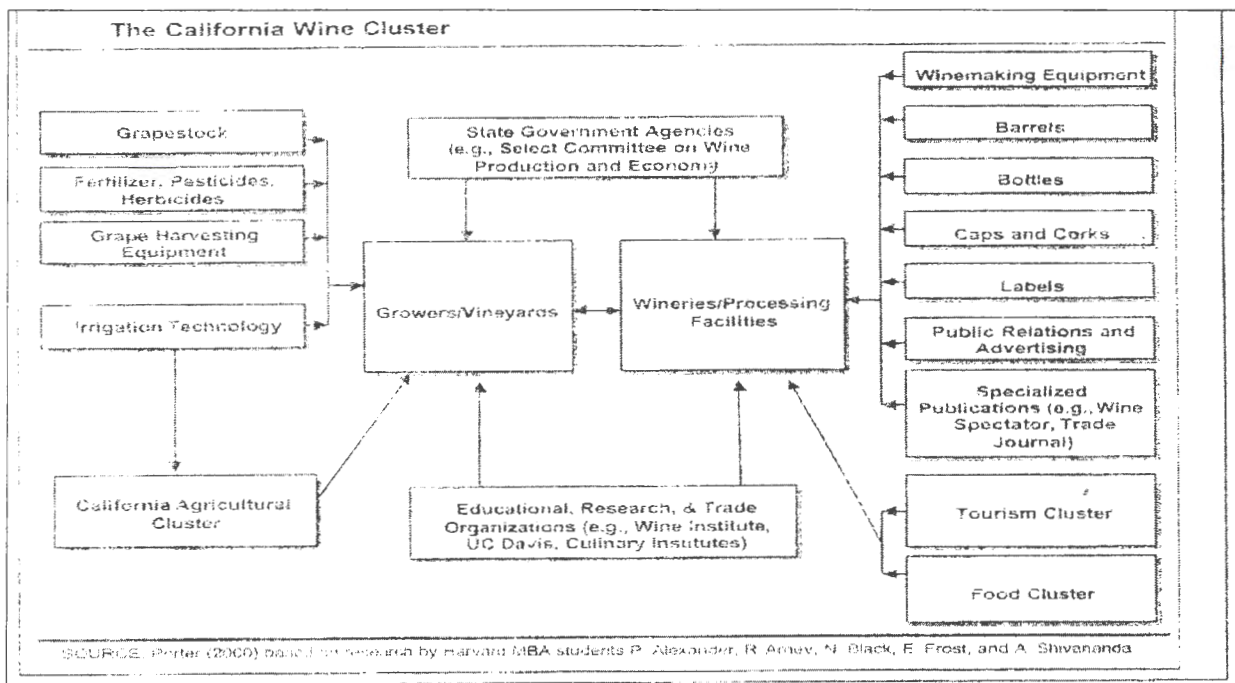 The California Wine Cluster
Grapestock
Fertilizer, Pesticides,
Herbicides
Grape Harvesting
Equipment
Irrigation Technology
California Agricultural
Cluster
State Government Agencies
(e.g., Select Committee on Wine
Production and Economy)
Growers/Vineyards
Wineries/Processing
Facilities
Educational, Research, & Trade
Organizations (e.g., Wine Institute,
UC Davis, Culinary Institutes)
Winemaking Equipment
Barrels
Bottles
Caps and Corks
Labels
Public Relations and
Advertising
Specialized
Publications (e.g., Wine
Spectator, Trade
Journal)
Tourism Cluster
Food Cluster
SOURCE: Porter (2000) based on research by Harvard MBA students R. Alexander, R. Arney, N. Black, E. Frost, and A. Shivananda